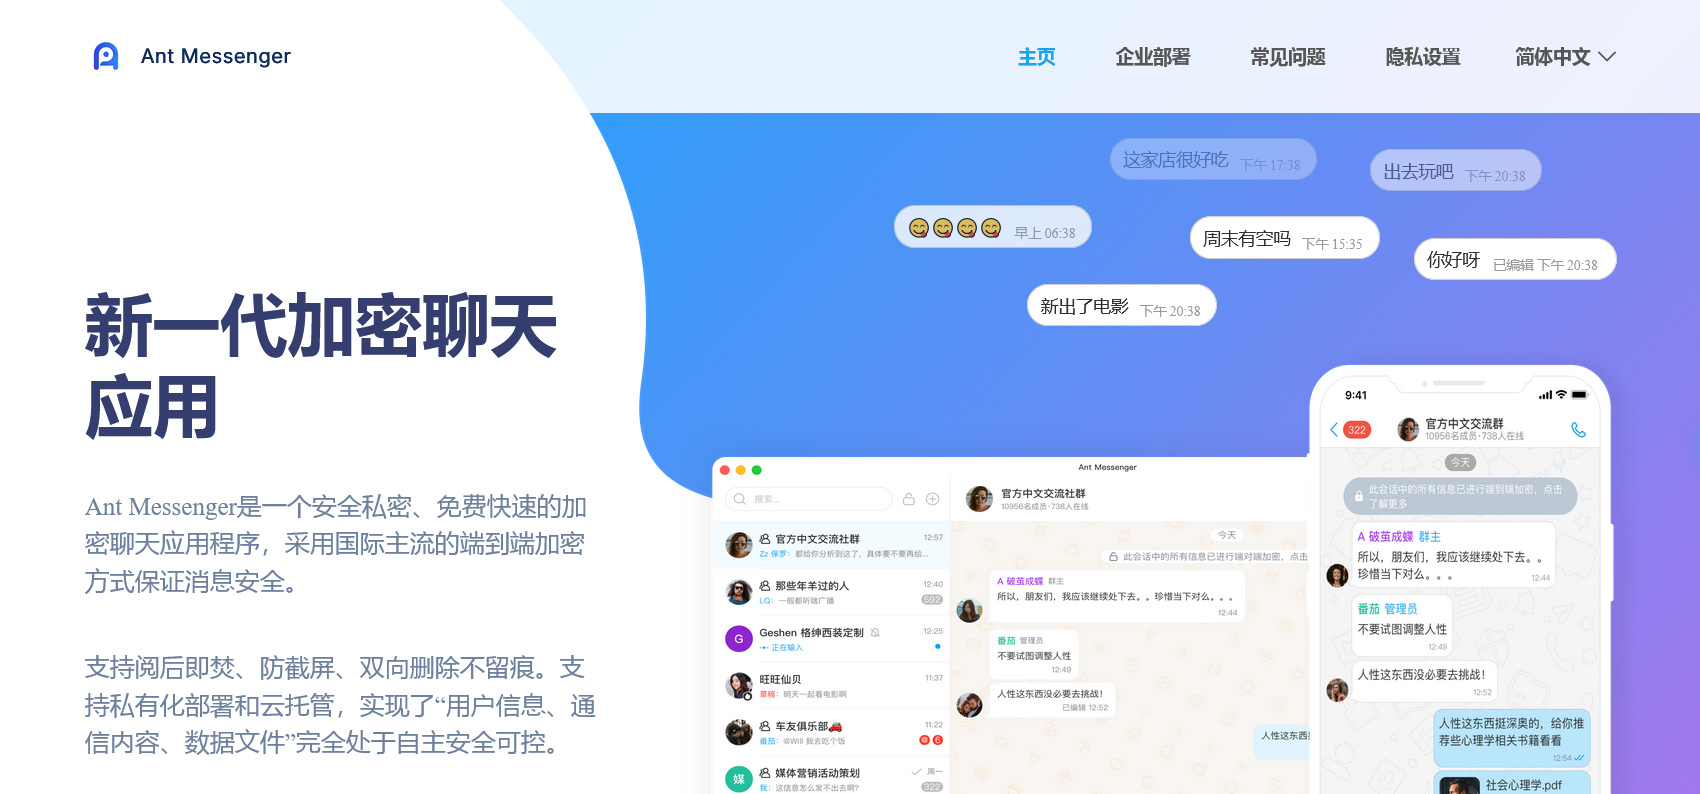 Ant Messenger
主页
企业部署
常见问题
隐私设置
简体中文
这家店很好吃 下午 17:38
出去玩吧 下午 20:38
早上 06:38
周末有空吗 下午 15:35
你好呀 已编辑 下午 20:38
新出了电影 下午 20:38
新一代加密聊天
应用
Ant Messenger是一个安全私密、免费快速的加
密聊天应用程序，采用国际主流的端到端加密
方式保证消息安全。
支持阅后即焚、防截屏、双向删除不留痕。支
持私有化部署和云托管，实现了“用户信息、通
信内容、数据文件”完全处于自主安全可控。
Ant Messenger
搜索...
官方中文交流社群 12:57
Zz 保罗：都给你分析到这了，具体要不要再给...
那些年羊过的人 12:40
LQ：一般都听啥广播 592
G
Geshen 格绅西装定制 12:25
正在输入
旺旺仙贝 11:37
草稿：明天一起看电影啊
车友俱乐部 11:22
番茄：@Will 我去吃个饭 @ 6
媒
媒体营销活动策划 周一
我：这信息怎么发不出去啊? 322
官方中文交流社群
10956名成员·738人在线
今天
此会话中的所有信息已进行端对端加密，点击
A 破茧成蝶 群主
所以，朋友们，我应该继续处下去。。珍惜当下对么。。。
12:44
番茄 管理员
不要试图调整人性
12:49
人性这东西没必要去挑战！
已编辑 12:52
人性这东西
9:41
322
官方中文交流群
10956名成员·738人在线
今天
此会话中的所有信息已进行端到端加密，点击
了解更多
A 破茧成蝶 群主
所以，朋友们，我应该继续处下去。。
珍惜当下对么。。。
12:44
番茄 管理员
不要试图调整人性
12:49
人性这东西没必要去挑战！
12:52
人性这东西挺深奥的，给你推
荐些心理学相关书籍看看
12:54
社会心理学.pdf